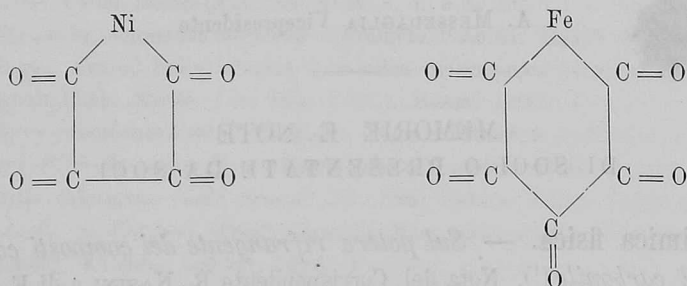 Ni Fe
O=C C=O O=C C=O
O=C—C=O O=C C=O
C
||
O